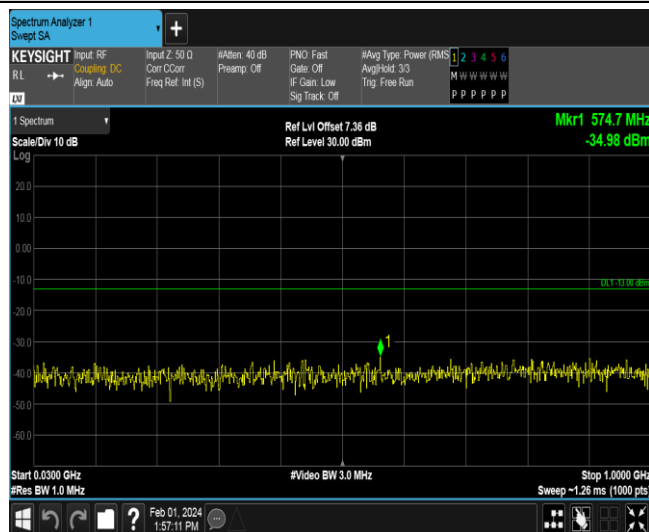 Spectrum Analyzer 1
Swept SA
+
KEYSIGHT
RL
LXI
Input: RF
Coupling: DC
Align: Auto
Input Z: 50 Ω
Corr CCorr
Freq Ref: Int (S)
#Atten: 40 dB
Preamp: Off
PNO: Fast
Gate: Off
IF Gain: Low
Sig Track: Off
#Avg Type: Power (RMS
Avg|Hold: 3/3
Trig: Free Run
1 2 3 4 5 6
M W W W W W
P P P P P P
1 Spectrum
Scale/Div 10 dB
Log
Ref Lvl Offset 7.36 dB
Ref Level 30.00 dBm
Mkr1 574.7 MHz
-34.98 dBm
20.0
10.0
0.00
-10.0
DL1 -13.00 dBm
-20.0
-30.0
1
-40.0
-50.0
-60.0
Start 0.0300 GHz
#Res BW 1.0 MHz
#Video BW 3.0 MHz
Stop 1.0000 GHz
Sweep ~1.26 ms (1000 pts)
?
Feb 01, 2024
1:57:11 PM